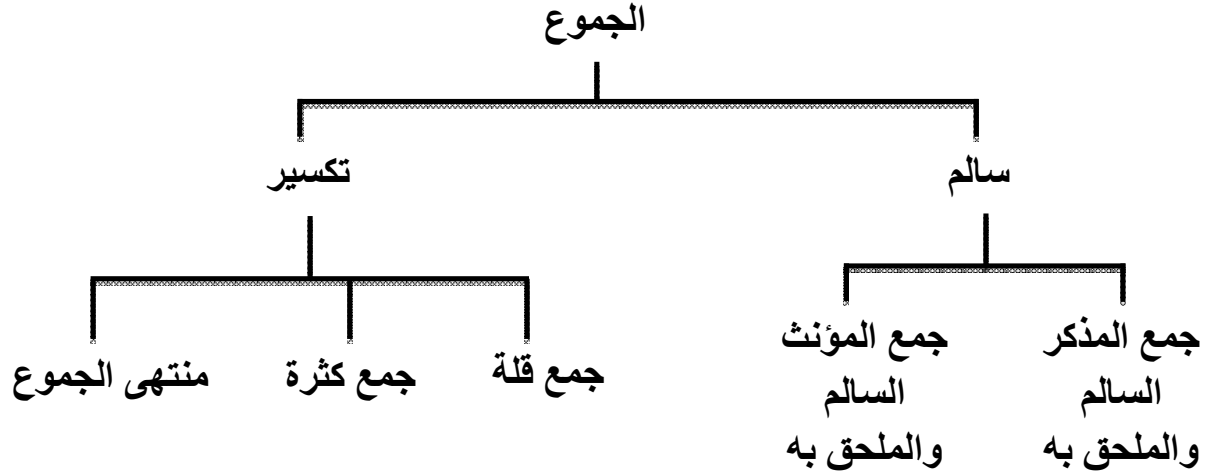 الجموع
سالم
تكسير
جمع المذكر
السالم
والملحق به
جمع المؤنث
السالم
والملحق به
جمع قلة
جمع كثرة
منتهى الجموع